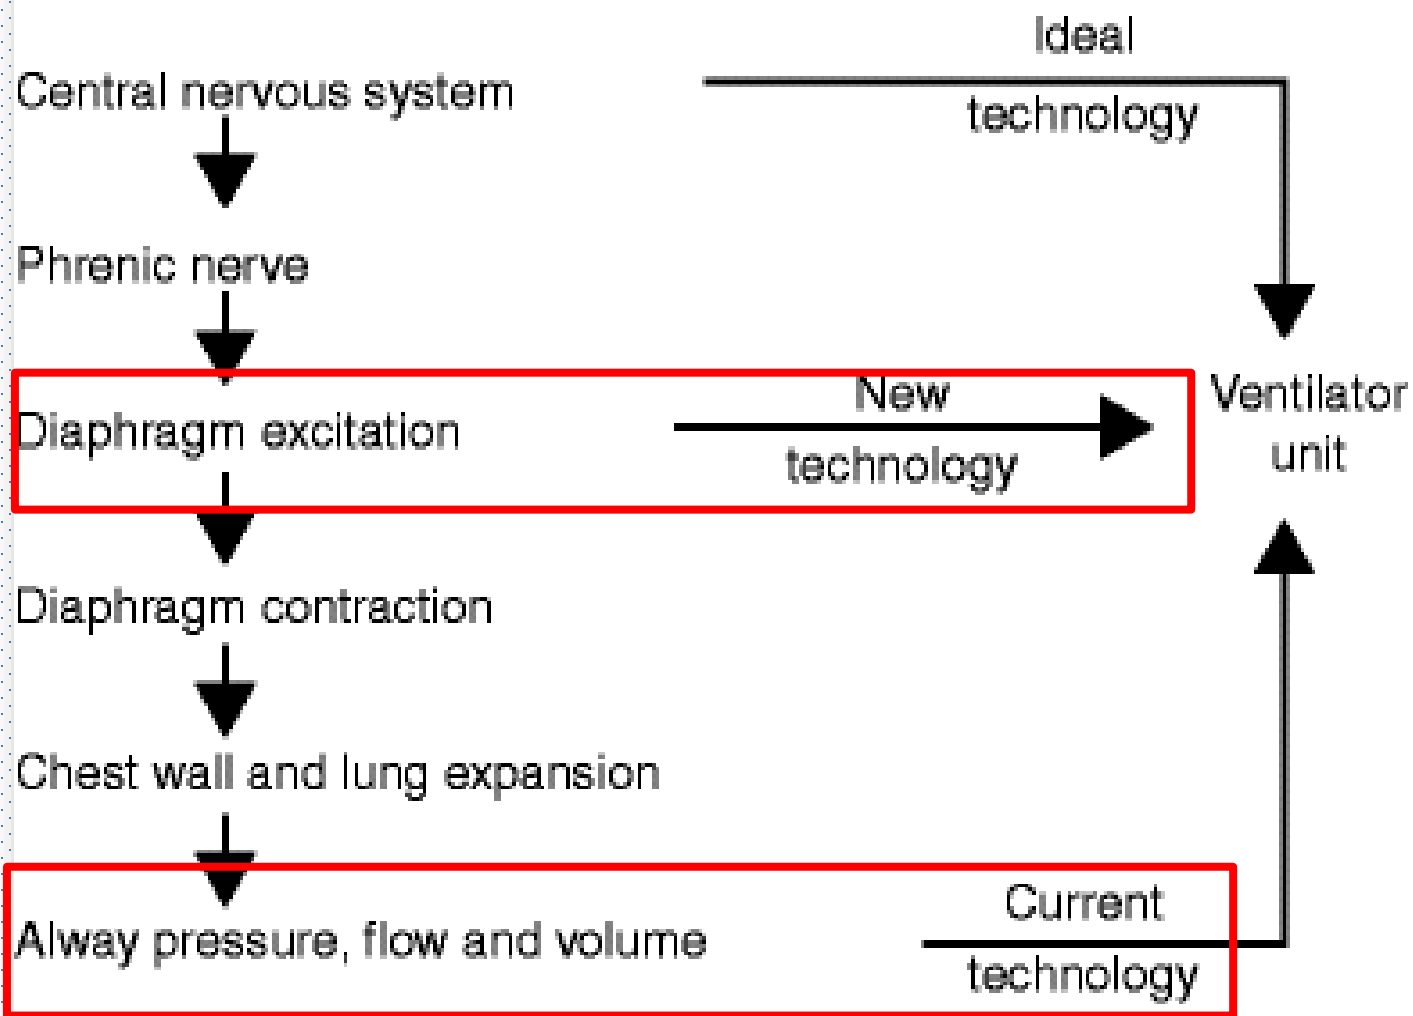 Ideal
Central nervous system
technology
Phrenic nerve
New
Ventilator
Diaphragm excitation
technology
unit
Diaphragm contraction
Chest wall and lung expansion
Current
Alway pressure, flow and volume
technology